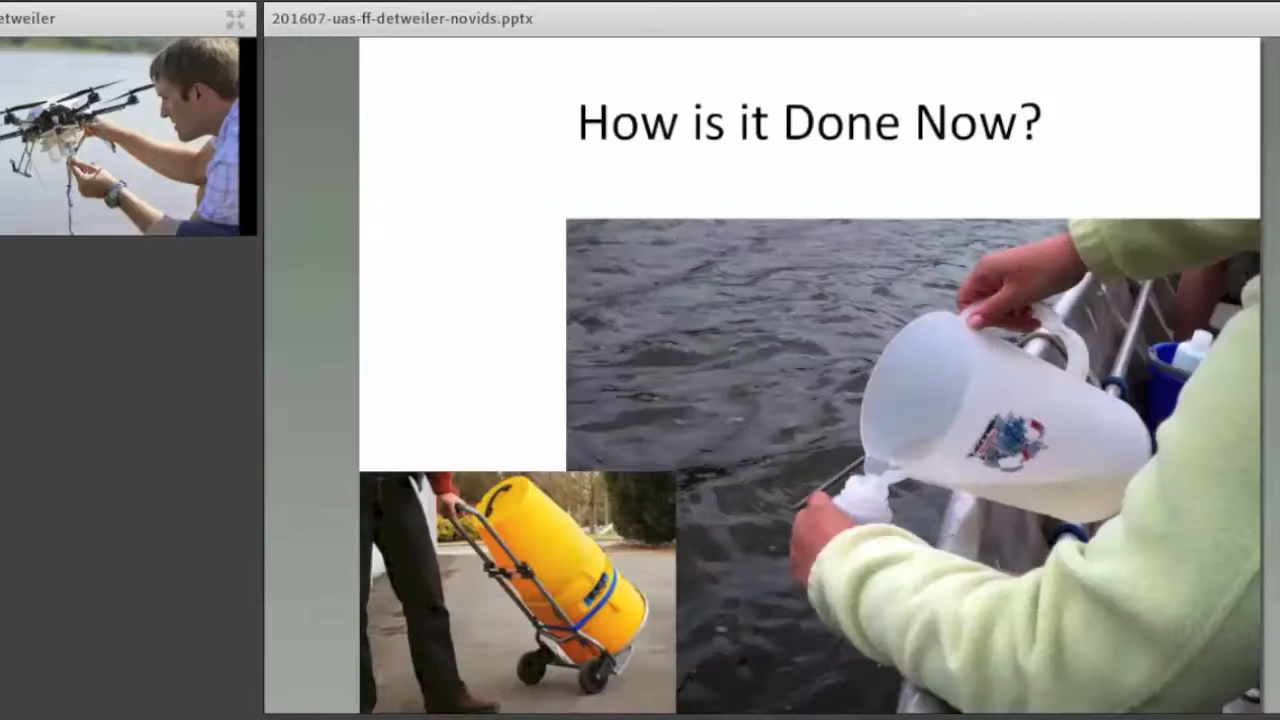 etweiler
201607-uas-ff-detweiler-novids.pptx
How is it Done Now?